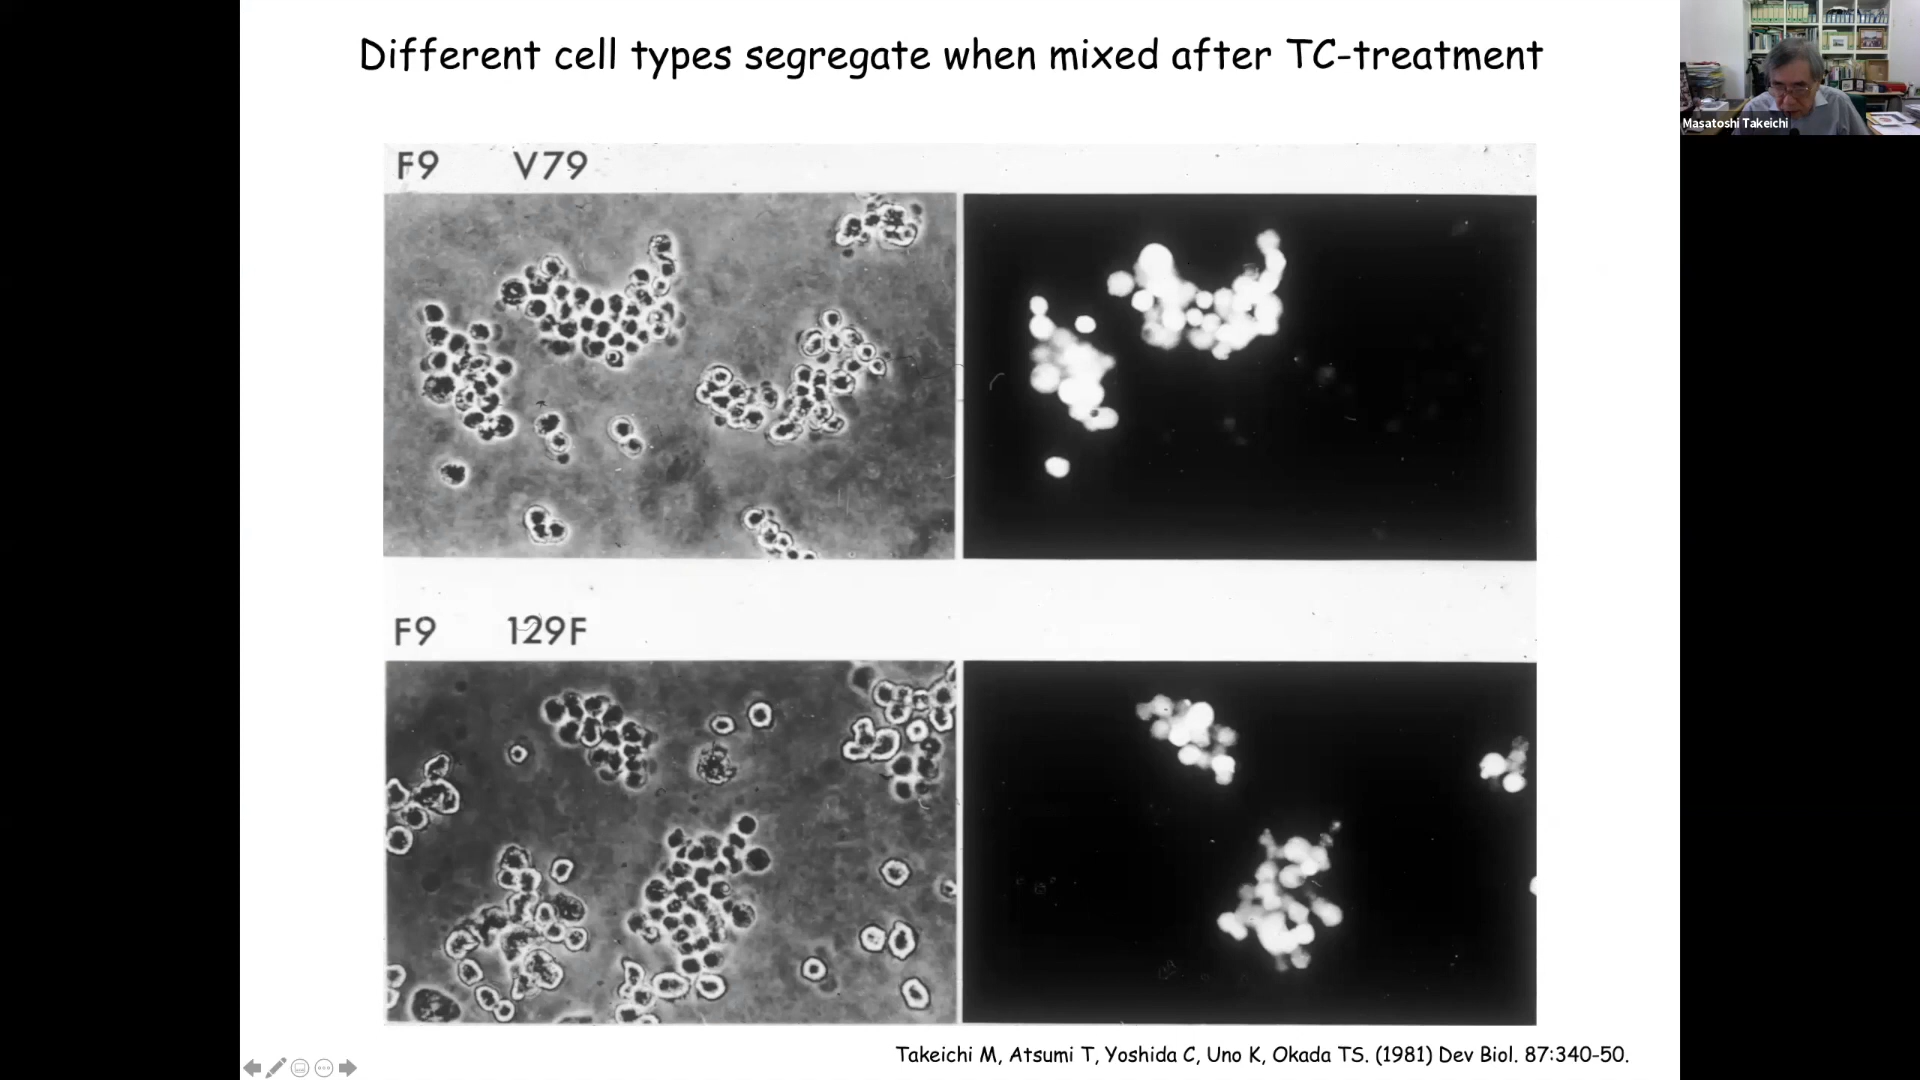 Different cell types segregate when mixed after TC-treatment
Masatoshi Takeichi
F9 V79
F9 129F
Takeichi M, Atsumi T, Yoshida C, Uno K, Okada TS. (1981) Dev Biol. 87:340-50.